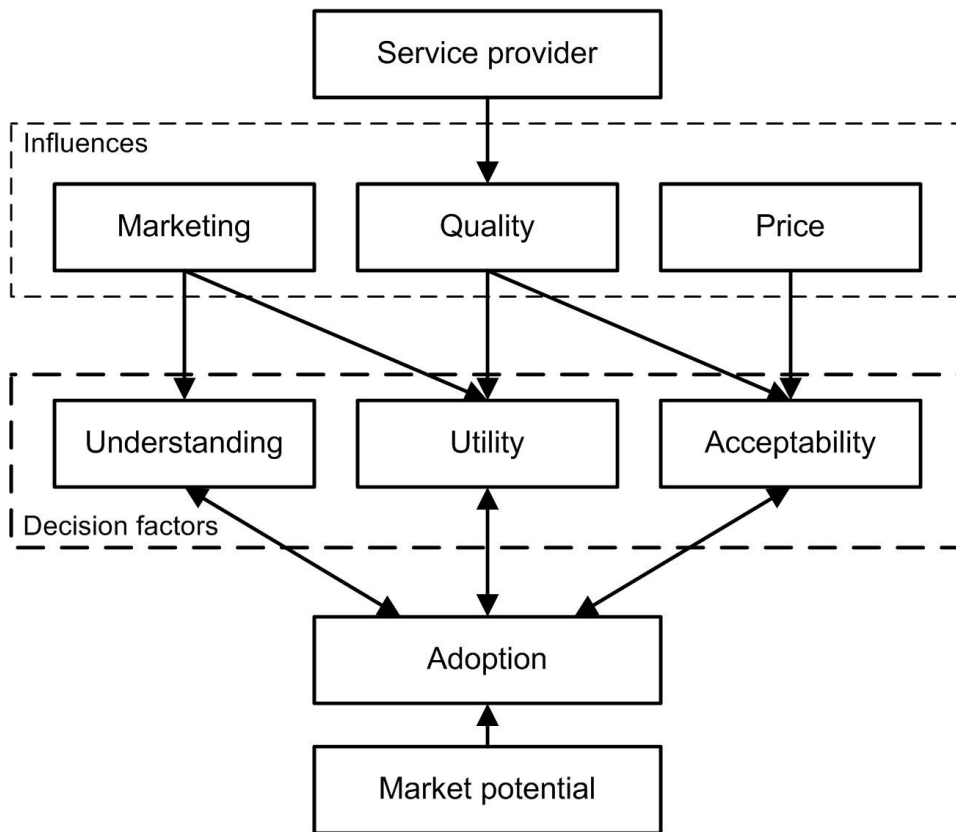 Service provider
Influences
Marketing
Quality
Price
Understanding
Utility
Acceptability
Decision factors
Adoption
Market potential